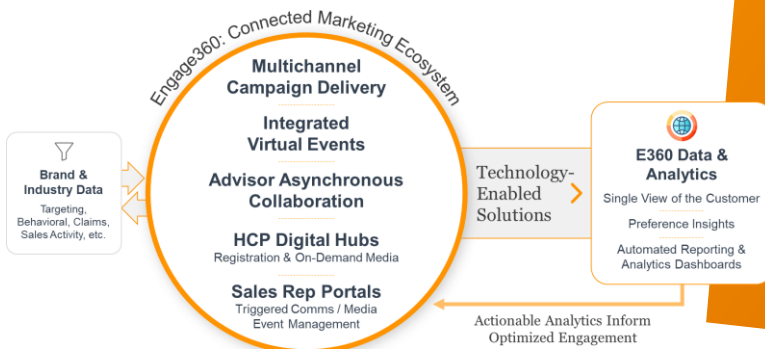 Engage360: Connected Marketing Ecosystem
Multichannel
Campaign Delivery
Integrated
Virtual Events
Advisor Asynchronous
Collaboration
HCP Digital Hubs
Registration & On-Demand Media
Sales Rep Portals
Triggered Comms / Media
Event Management
Brand &
Industry Data
Targeting,
Behavioral, Claims,
Sales Activity, etc.
Technology-
Enabled
Solutions
E360 Data &
Analytics
Single View of the Customer
Preference Insights
Automated Reporting &
Analytics Dashboards
Actionable Analytics Inform
Optimized Engagement